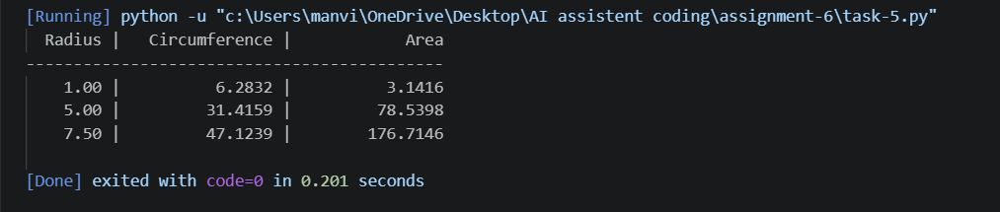 [Running] python -u "c:\Users\manvi\OneDrive\Desktop\AI assistent coding\assignment-6\task-5.py"
  Radius |   Circumference |            Area
--------------------------------------------
    1.00 |          6.2832 |          3.1416
    5.00 |         31.4159 |         78.5398
    7.50 |         47.1239 |        176.7146
[Done] exited with code=0 in 0.201 seconds